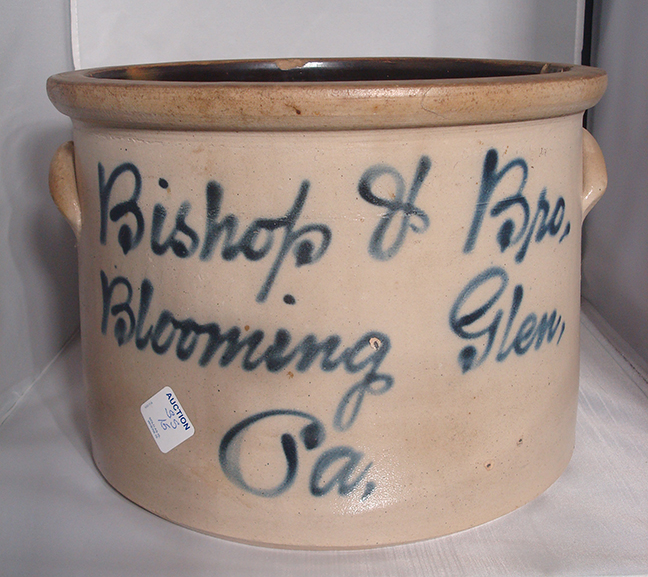 Bishop & Bro,
Blooming Glen,
Pa,
AUCTION